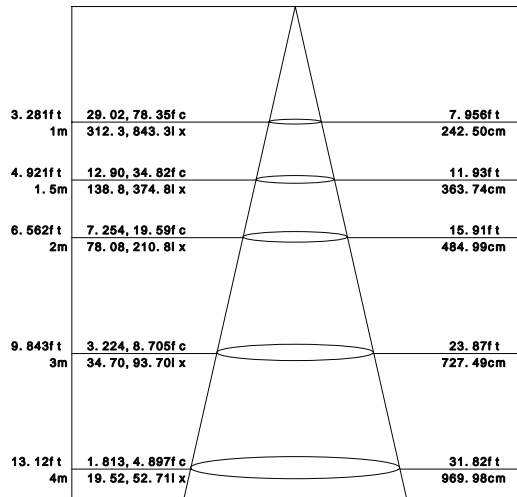 3.281ft 29.02,78.35fc 7.956ft
1m 312.3,843.3lx 242.50cm
4.921ft 12.90,34.82fc 11.93ft
1.5m 138.8,374.8lx 363.74cm
6.562ft 7.254,19.59fc 15.91ft
2m 78.08,210.8lx 484.99cm
9.843ft 3.224,8.705fc 23.87ft
3m 34.70,93.70lx 727.49cm
13.12ft 1.813,4.897fc 31.82ft
4m 19.52,52.71lx 969.98cm